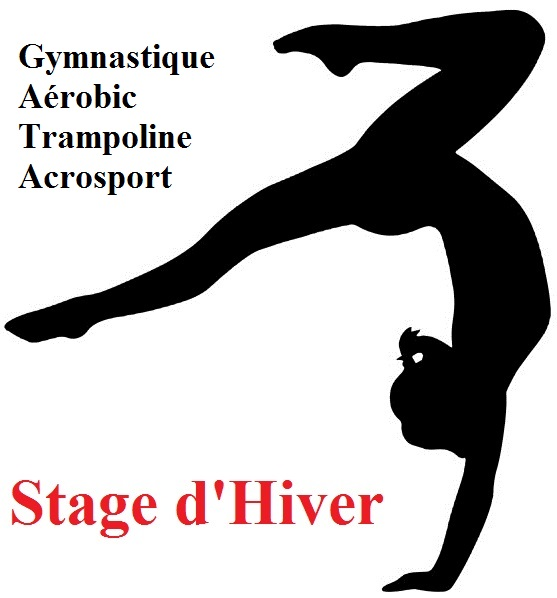 Gymnastique
Aérobic
Trampoline
Acrosport
Stage d'Hiver